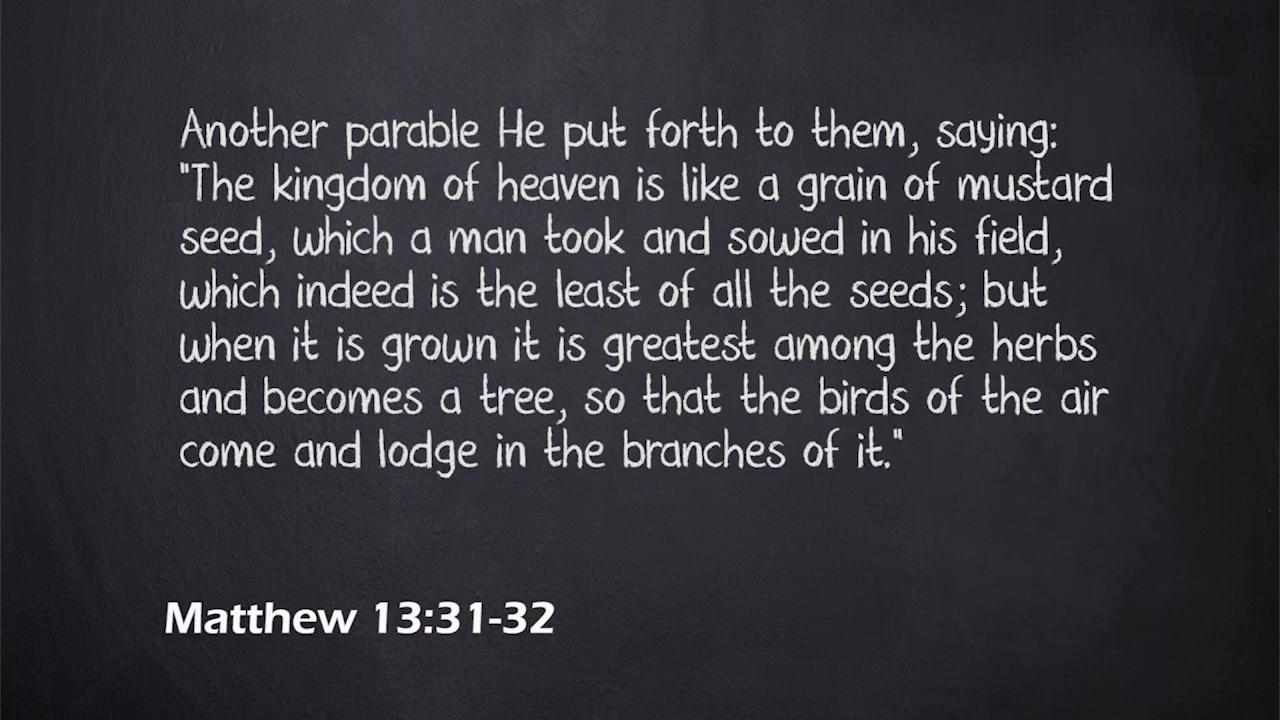 Another parable He put forth to them, saying:
"The kingdom of heaven is like a grain of mustard
seed, which a man took and sowed in his field,
which indeed is the least of all the seeds; but
when it is grown it is greatest among the herbs
and becomes a tree, so that the birds of the air
come and lodge in the branches of it."
Matthew 13:31-32